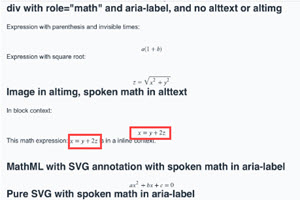 div with role="math" and aria-label, and no alttext or altimg
Expression with parenthesis and invisible times:
a(1 + b)
Expression with square root:
z = √x² + y²
Image in altimg, spoken math in alttext
In block context:
x = y + 2z
This math expression: x = y + 2z is in a inline context.
MathML with SVG annotation with spoken math in aria-label
ax² + bx + c = 0
Pure SVG with spoken math in aria-label